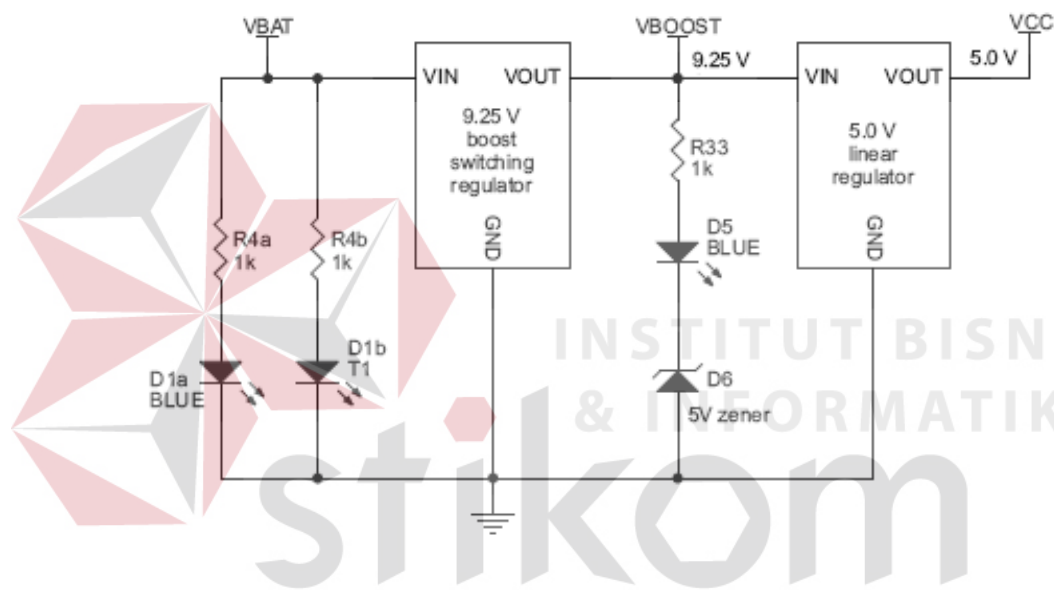 VBAT
VBOOST
VCC
9.25 V
5.0 V
VIN
VOUT
VIN
VOUT
9.25 V
boost
switching
regulator
5.0 V
linear
regulator
R33
1k
GND
GND
R4a
1k
R4b
1k
D5
BLUE
D1a
BLUE
D1b
T1
D6
5V zener
INSTITUT BISN
& INFORMATIK
stikom